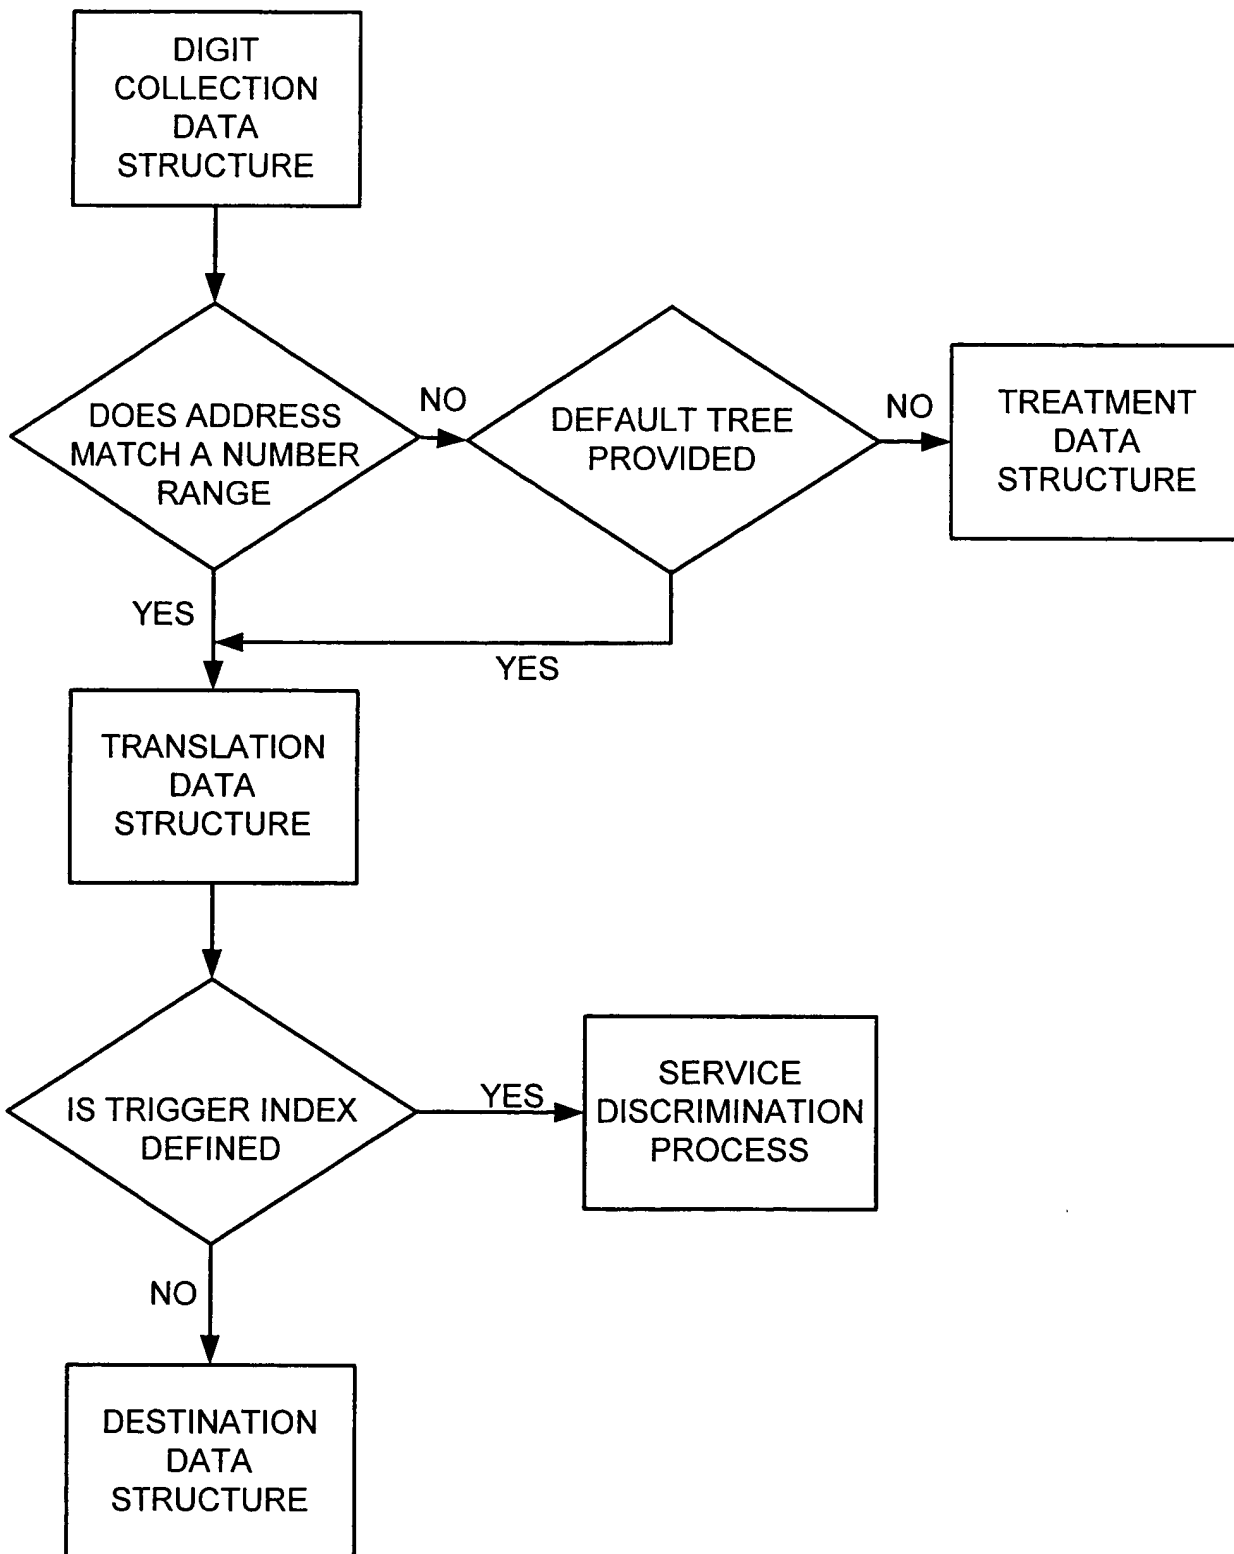 DIGIT
COLLECTION
DATA
STRUCTURE
DOES ADDRESS
MATCH A NUMBER
RANGE
NO
DEFAULT TREE
PROVIDED
NO
TREATMENT
DATA
STRUCTURE
YES
YES
TRANSLATION
DATA
STRUCTURE
IS TRIGGER INDEX
DEFINED
YES
SERVICE
DISCRIMINATION
PROCESS
NO
DESTINATION
DATA
STRUCTURE